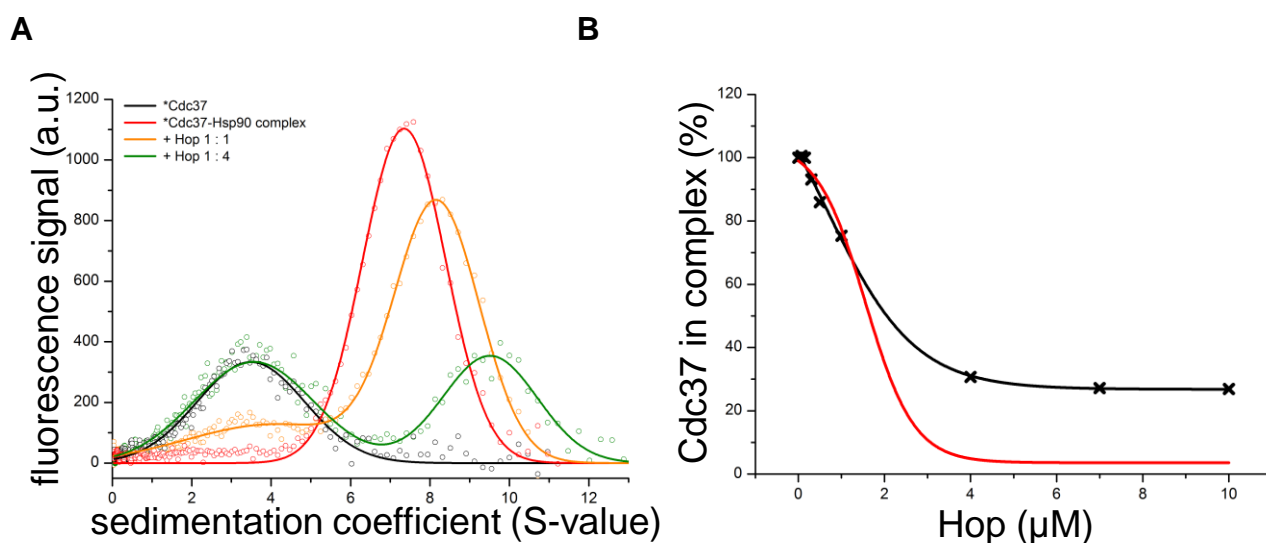 A
fluorescence signal (a.u.)
1200
1000
800
600
400
200
0
*Cdc37
*Cdc37-Hsp90 complex
+ Hop 1 : 1
+ Hop 1 : 4
0 2 4 6 8 10 12
sedimentation coefficient (S-value)
B
Cdc37 in complex (%)
120
100
80
60
40
20
0
0 2 4 6 8 10
Hop (µM)